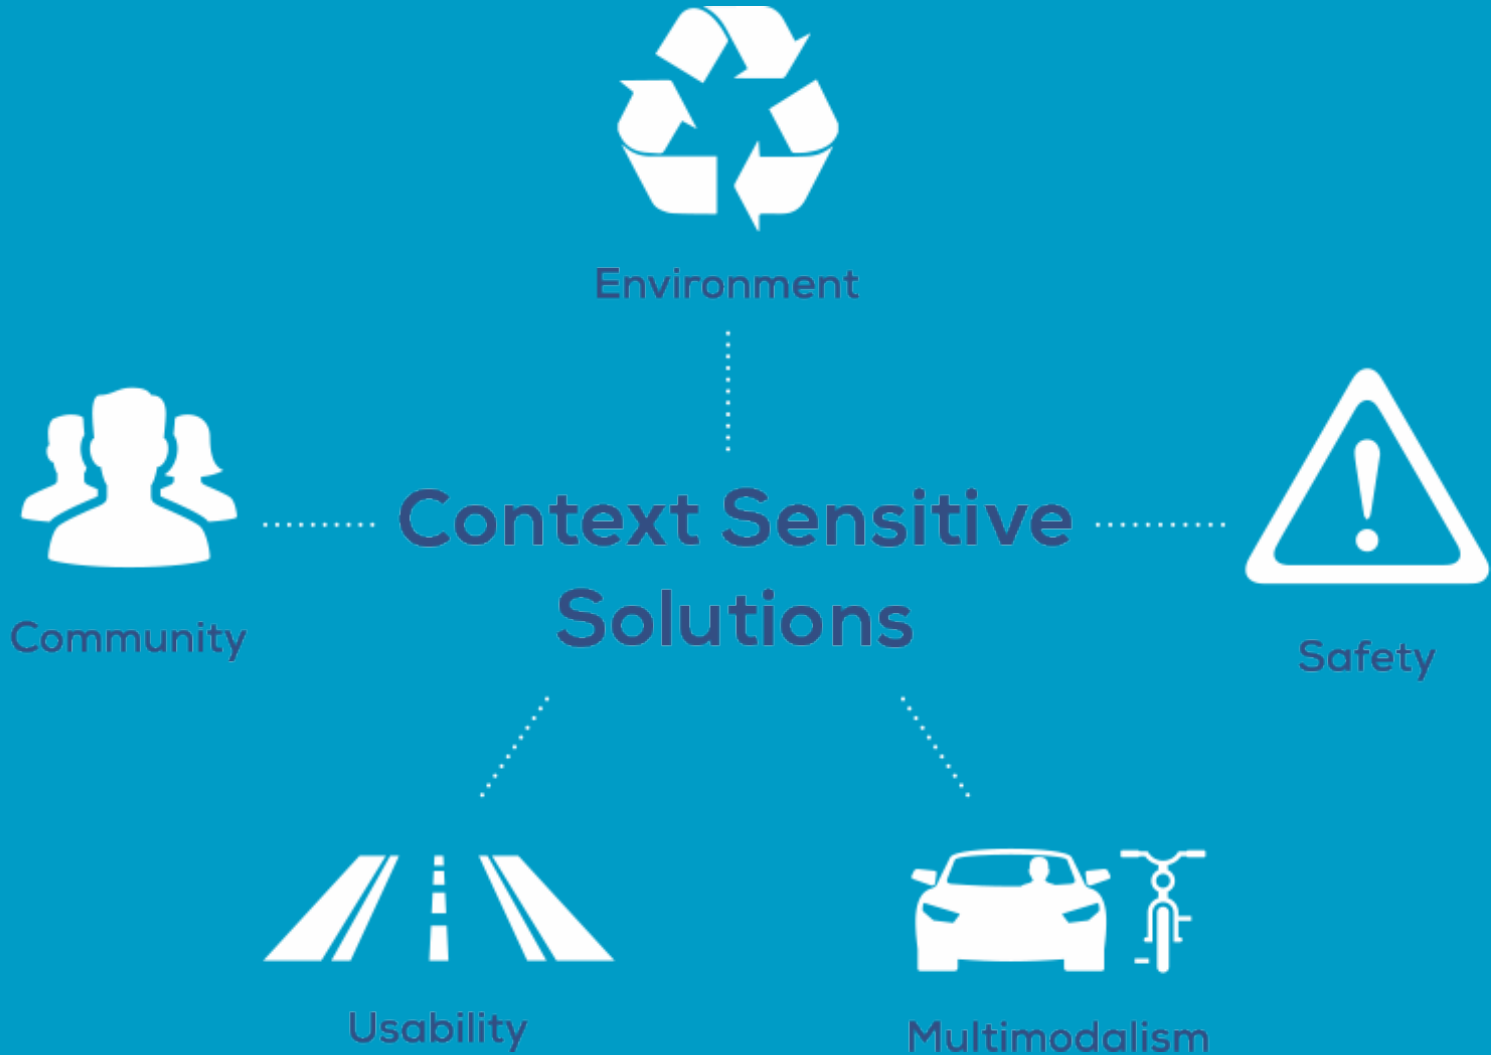 Environment
Context Sensitive
Solutions
Community
Safety
Usability
Multimodalism